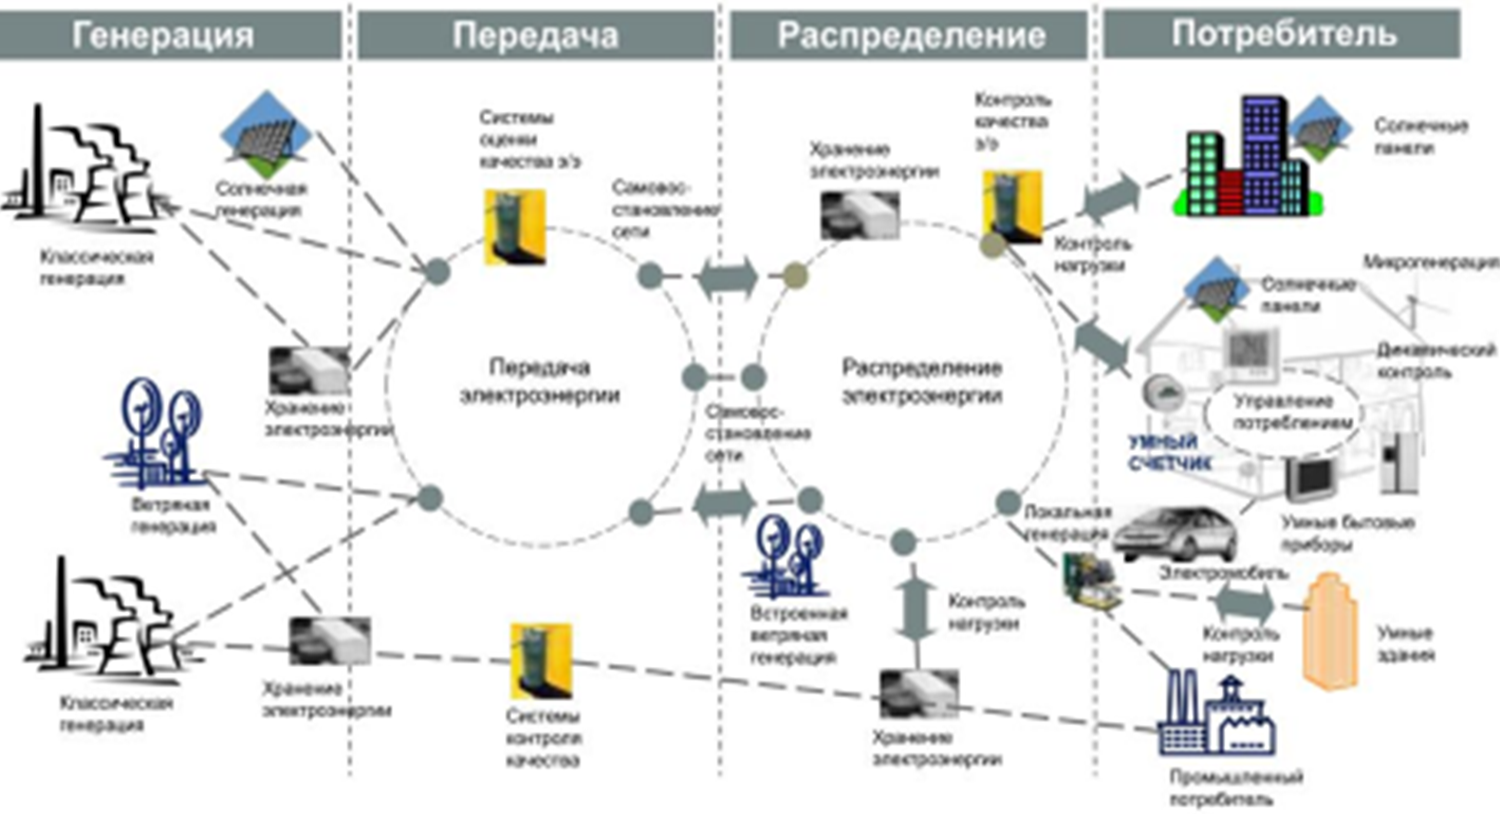 Генерация
Передача
Распределение
Потребитель
Солнечная
генерация
Классическая
генерация
Хранение
электроэнергии
Ветряная
генерация
Классическая
генерация
Хранение
электроэнергии
Системы
оценки
качества э/э
Самовос-
становление
сети
Передача
электроэнергии
Самовос-
становление
сети
Системы
контроля
качества
Хранение
электроэнергии
Контроль
качества
э/э
Контроль
нагрузки
Распределение
электроэнергии
Встроенная
ветряная
генерация
Контроль
нагрузки
Хранение
электроэнергии
Локальная
генерация
Солнечные
панели
Микрогенерация
Солнечные
панели
Динамический
контроль
Управление
потреблением
УМНЫЙ
СЧЕТЧИК
Умные бытовые
приборы
Электромобиль
Контроль
нагрузки
Умные
здания
Промышленный
потребитель